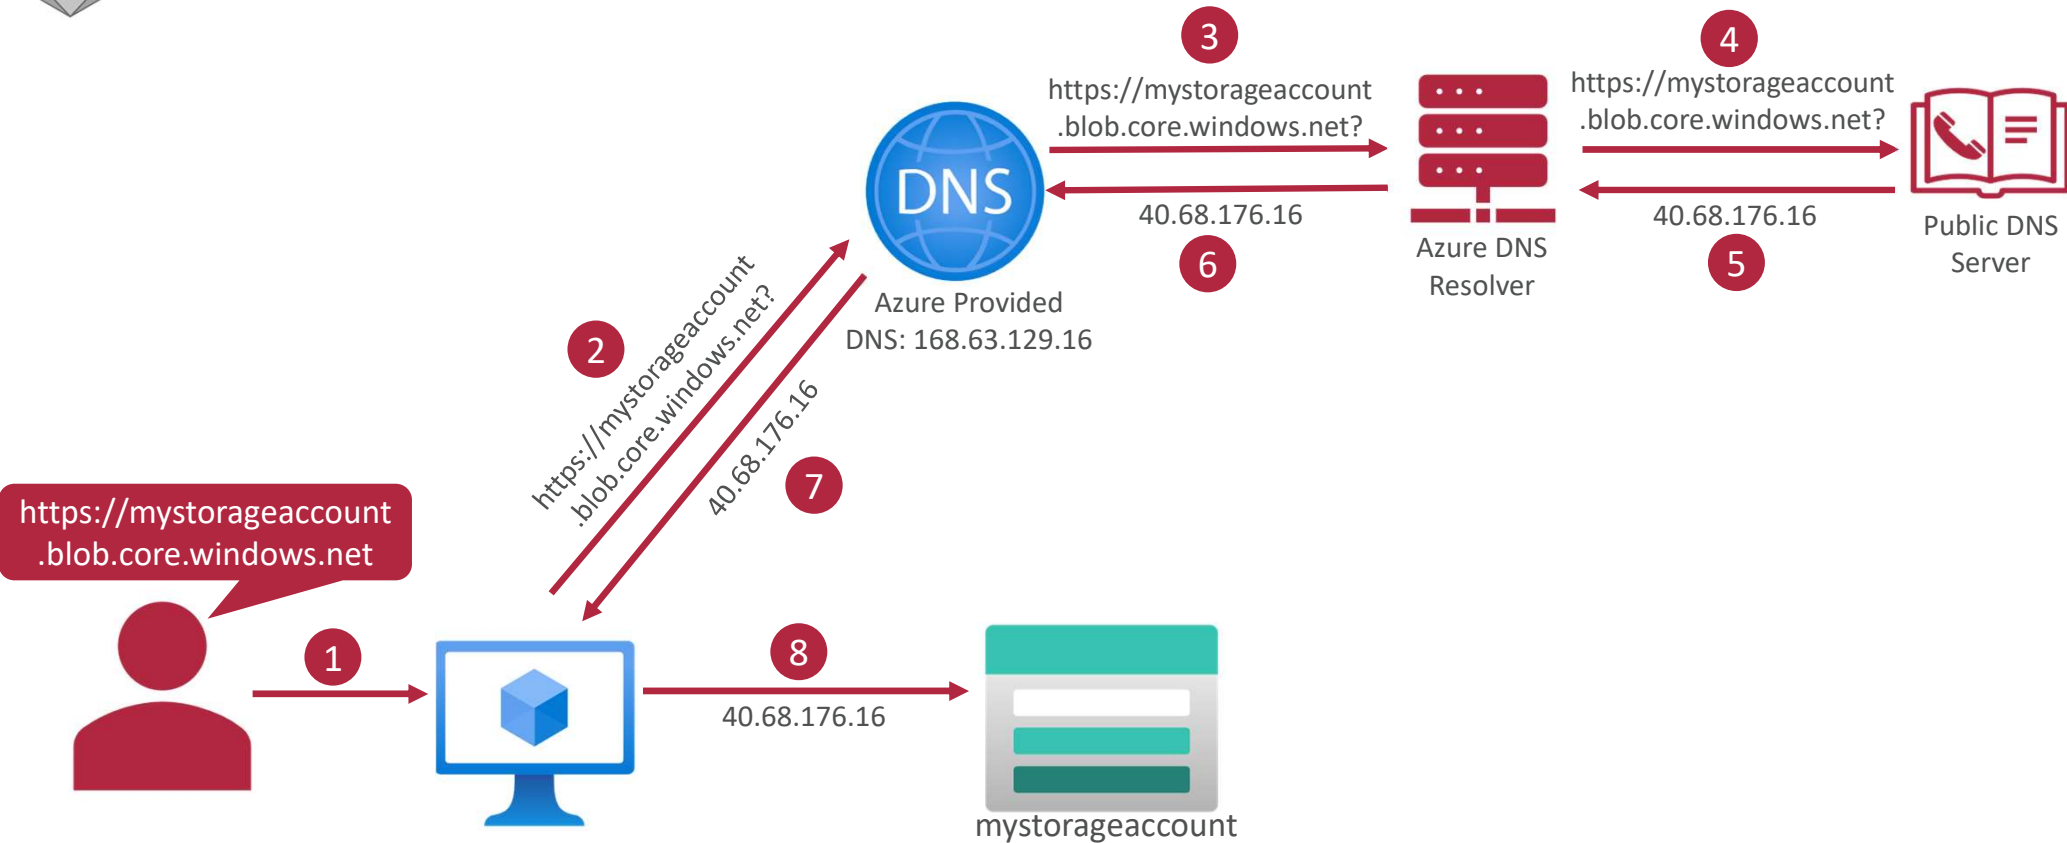 3
https://mystorageaccount
.blob.core.windows.net?
4
https://mystorageaccount
.blob.core.windows.net?
DNS
40.68.176.16
6
Azure DNS
Resolver
40.68.176.16
5
Public DNS
Server
Azure Provided
DNS: 168.63.129.16
2
https://mystorageaccount
.blob.core.windows.net?
40.68.176.16
7
https://mystorageaccount
.blob.core.windows.net
1
8
40.68.176.16
mystorageaccount